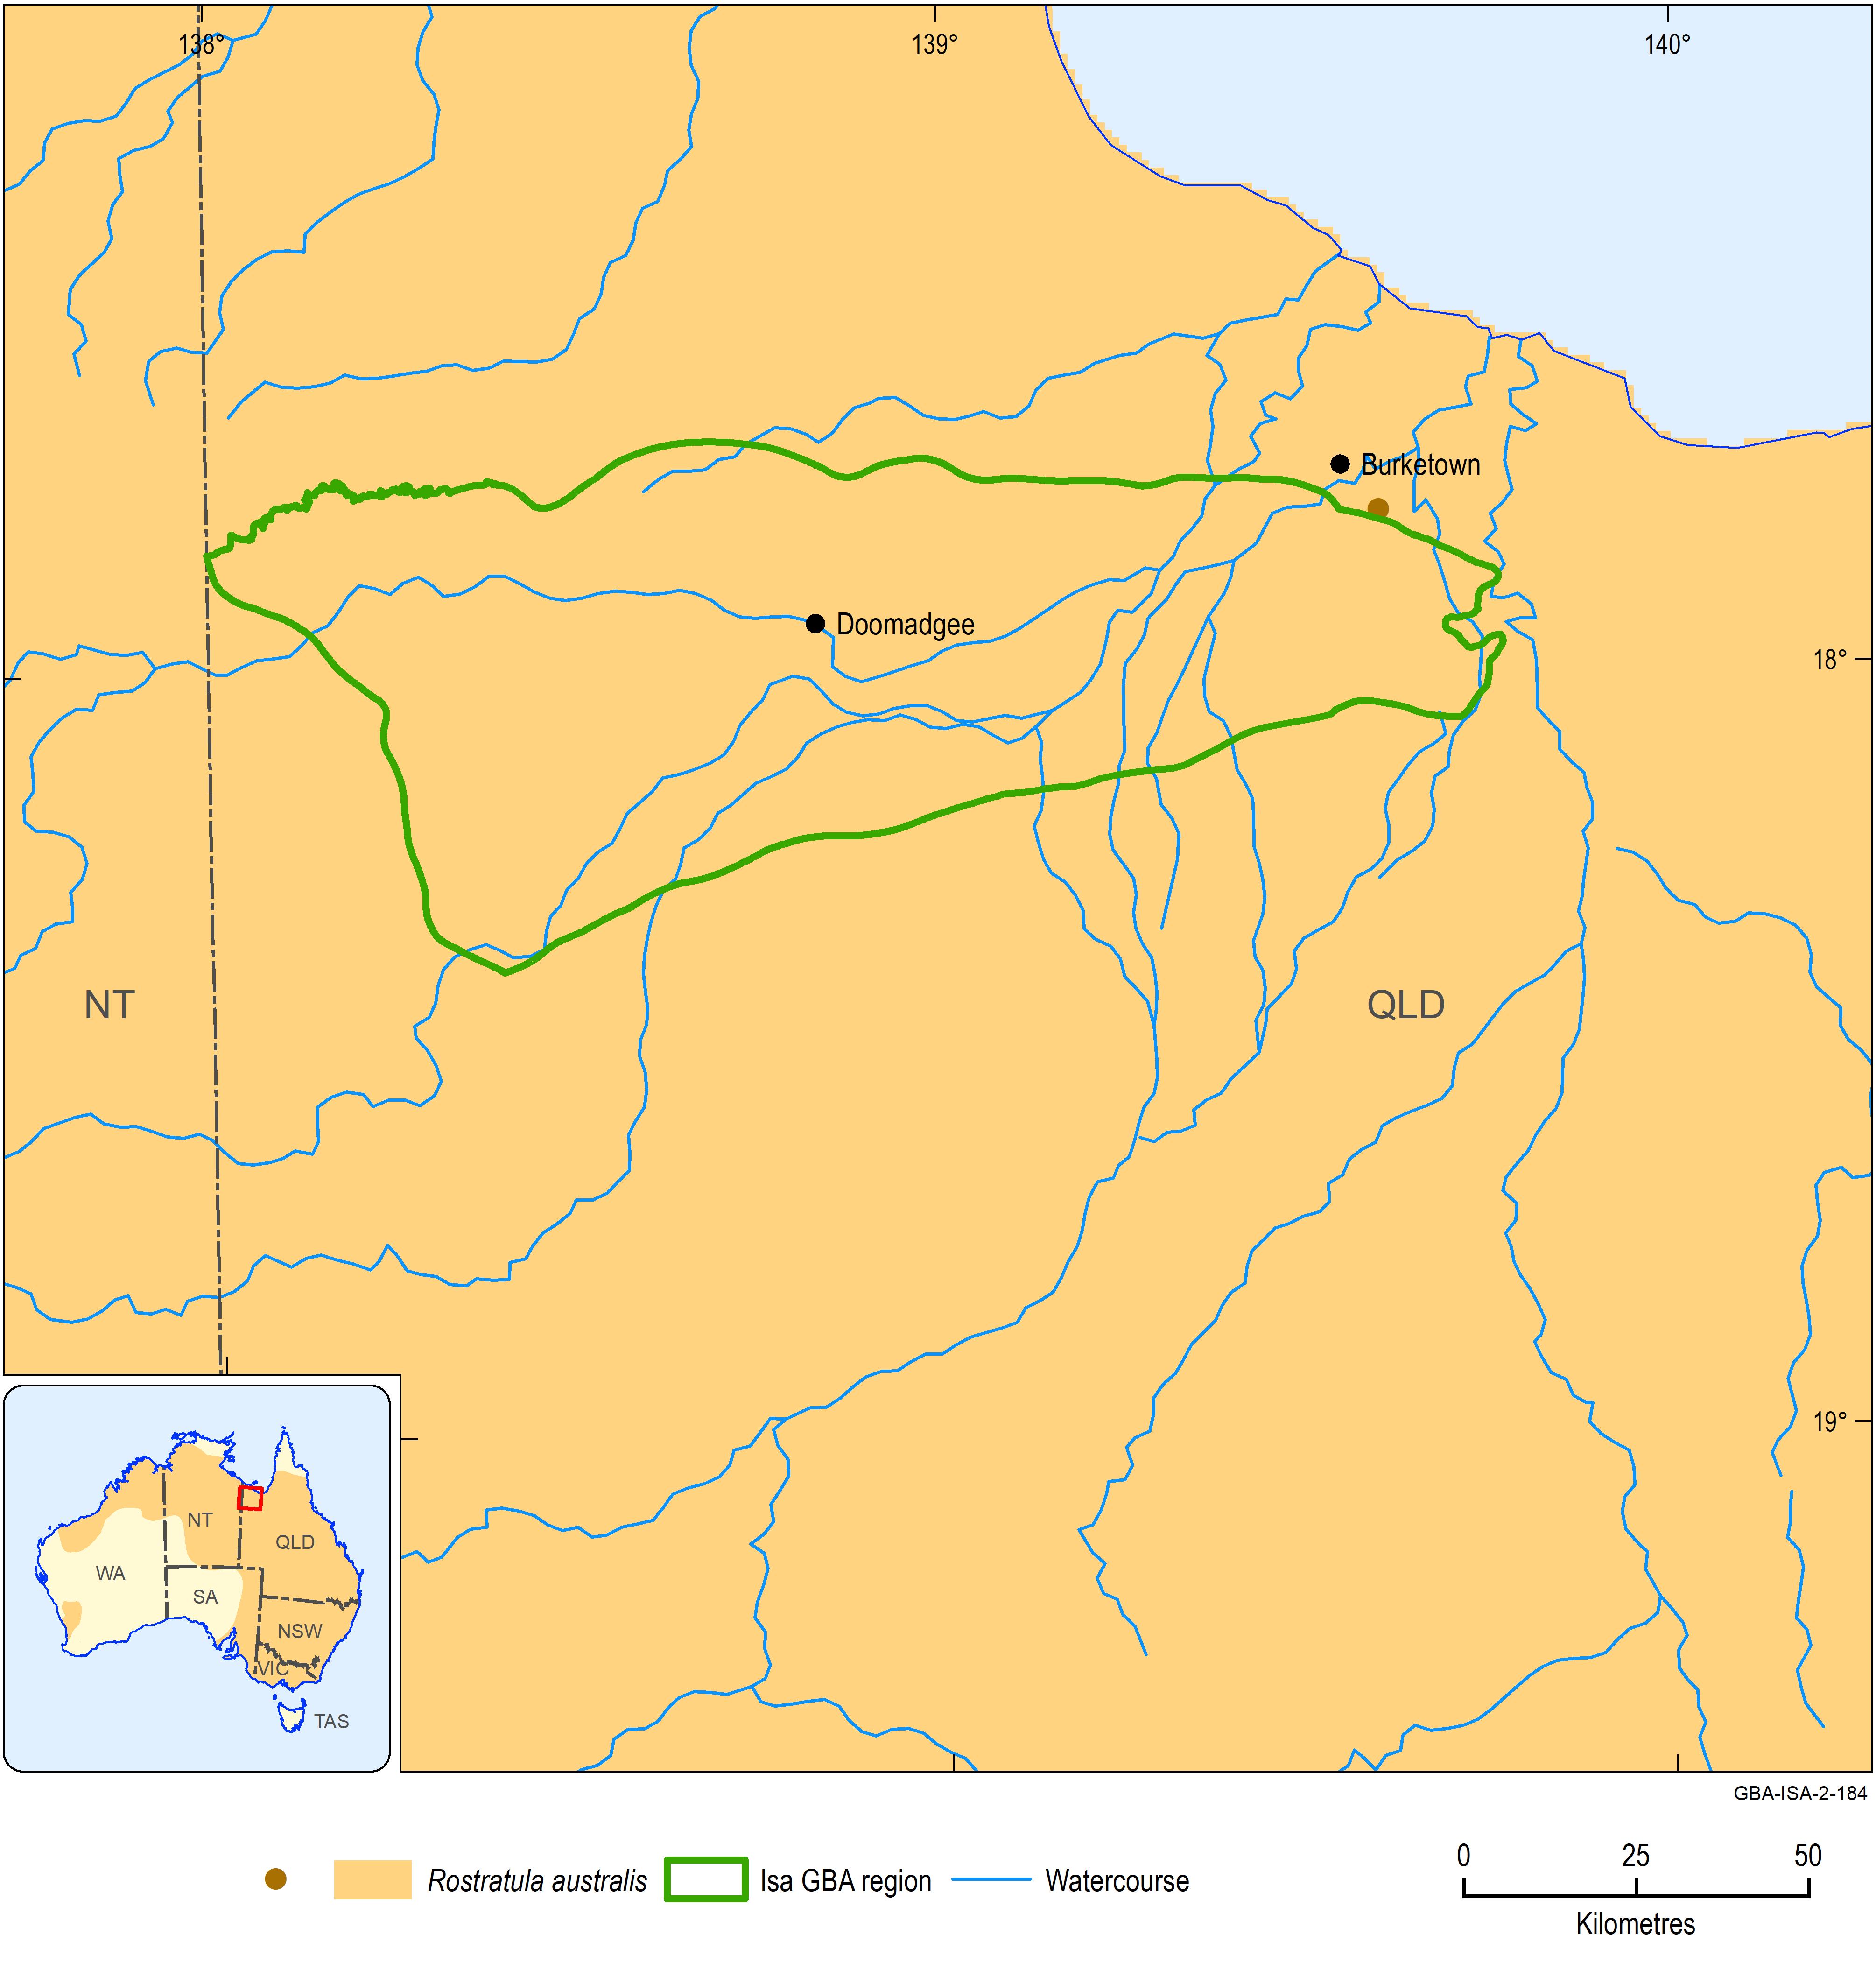 138°
139°
140°
Burketown
Doomadgee
18°
NT
QLD
19°
NT
QLD
WA
SA
NSW
VIC
TAS
GBA-ISA-2-184
Rostratula australis
Isa GBA region
Watercourse
0
25
50
Kilometres